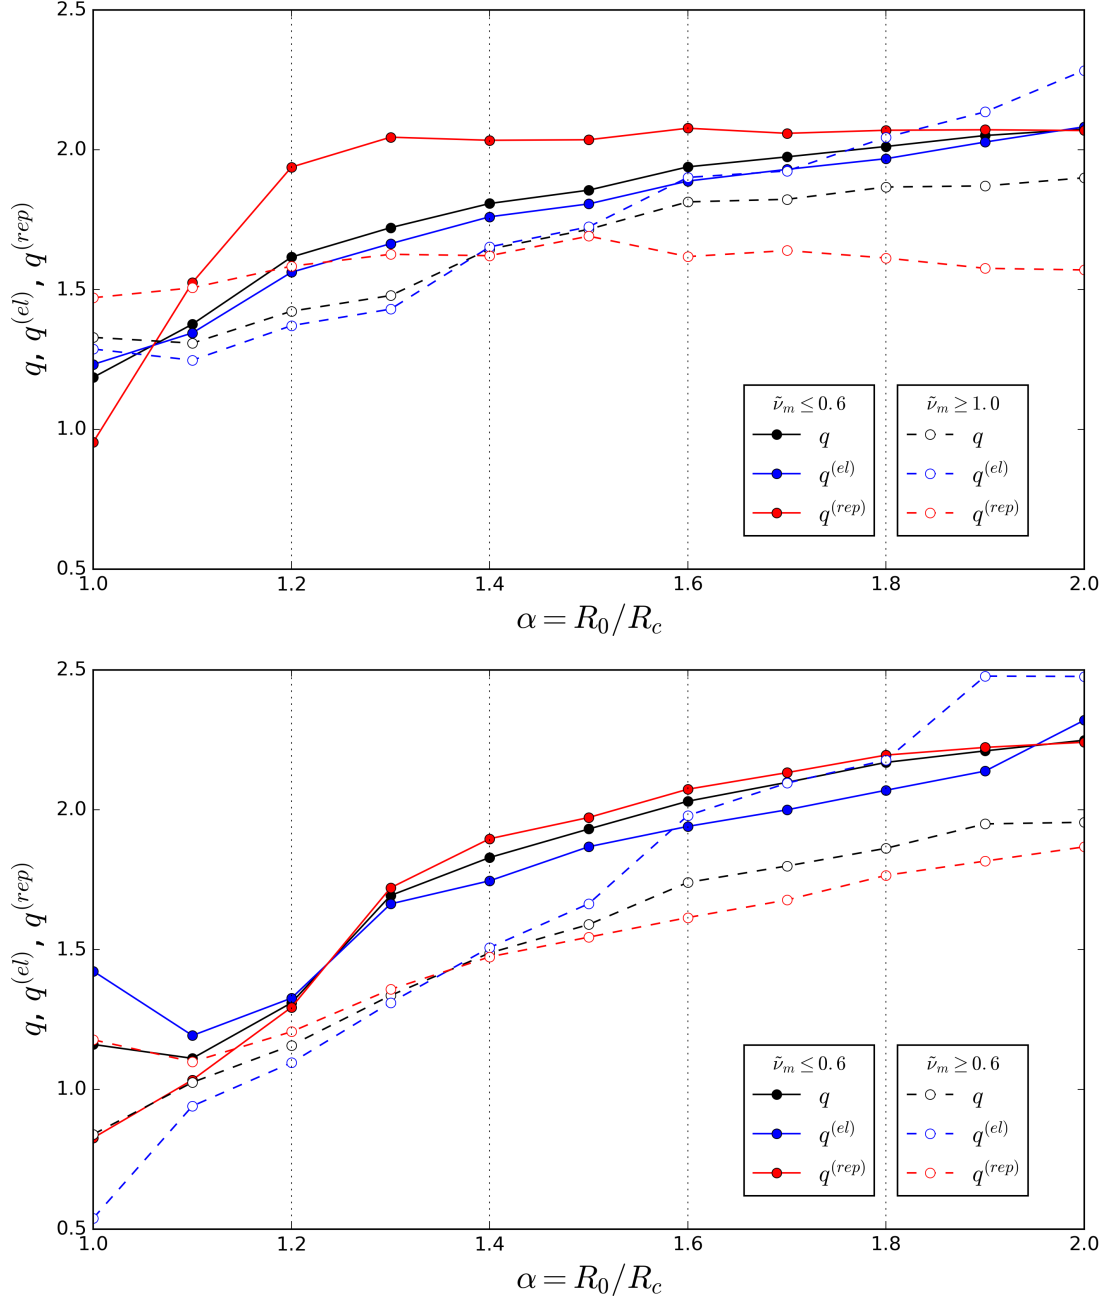 2.5
2.0
1.5
1.0
0.5
q, q^(el), q^(rep)
ν̃_m ≤ 0.6
q
q^(el)
q^(rep)
ν̃_m ≥ 1.0
q
q^(el)
q^(rep)
1.0 1.2 1.4 1.6 1.8 2.0
α = R_0/R_c
2.5
2.0
1.5
1.0
0.5
q, q^(el), q^(rep)
ν̃_m ≤ 0.6
q
q^(el)
q^(rep)
ν̃_m ≥ 0.6
q
q^(el)
q^(rep)
1.0 1.2 1.4 1.6 1.8 2.0
α = R_0/R_c